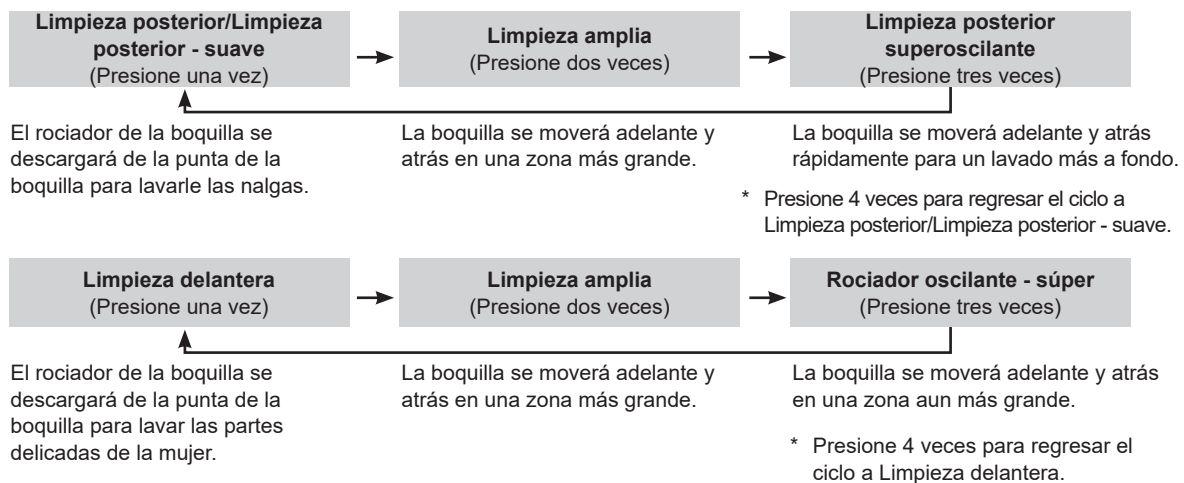 Limpieza posterior/Limpieza
posterior - suave
(Presione una vez)
Limpieza amplia
(Presione dos veces)
Limpieza posterior
superoscilante
(Presione tres veces)
El rociador de la boquilla se
descargará de la punta de la
boquilla para lavarle las nalgas.
La boquilla se moverá adelante y
atrás en una zona más grande.
La boquilla se moverá adelante y atrás
rápidamente para un lavado más a fondo.
* Presione 4 veces para regresar el ciclo a
Limpieza posterior/Limpieza posterior - suave.
Limpieza delantera
(Presione una vez)
Limpieza amplia
(Presione dos veces)
Rociador oscilante - súper
(Presione tres veces)
El rociador de la boquilla se
descargará de la punta de la
boquilla para lavar las partes
delicadas de la mujer.
La boquilla se moverá adelante y
atrás en una zona más grande.
La boquilla se moverá adelante y atrás
en una zona aun más grande.
* Presione 4 veces para regresar el
ciclo a Limpieza delantera.